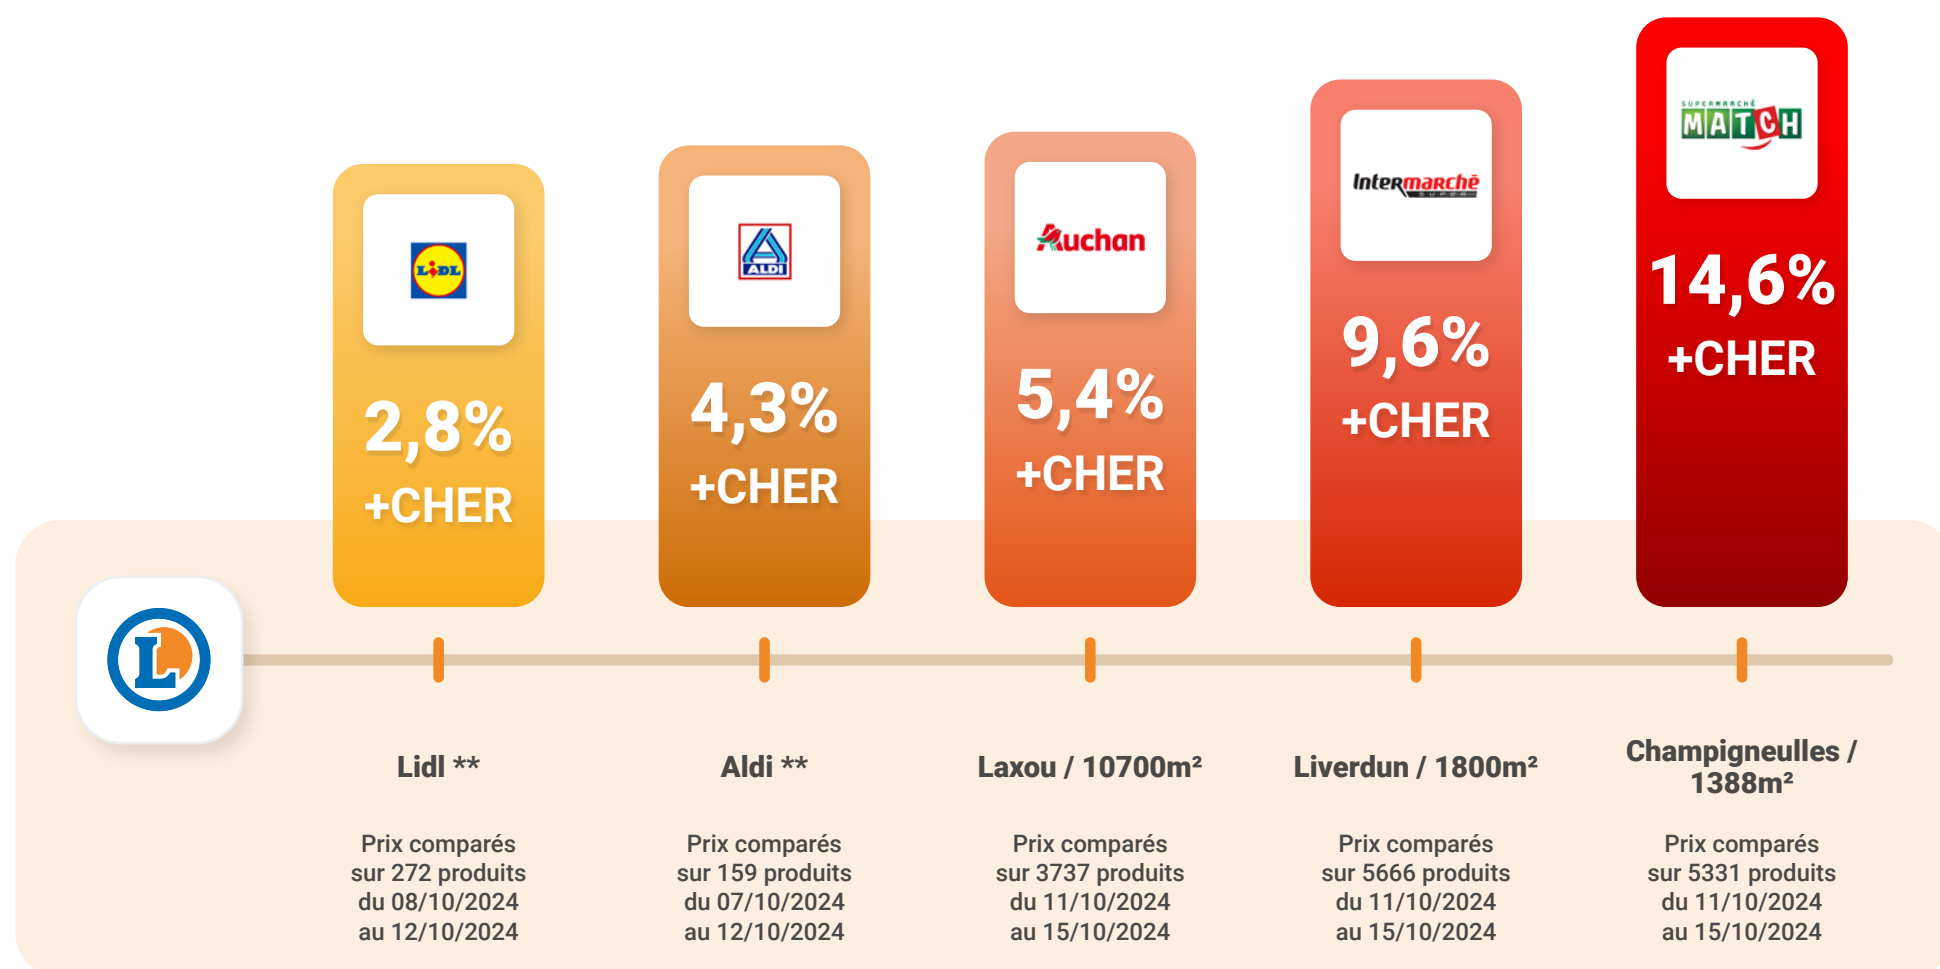 LIDL
2,8%
+CHER
ALDI
4,3%
+CHER
Auchan
5,4%
+CHER
Intermarché
SUPER
9,6%
+CHER
SUPERMARCHÉ
MATCH
14,6%
+CHER
L
Lidl **
Prix comparés
sur 272 produits
du 08/10/2024
au 12/10/2024
Aldi **
Prix comparés
sur 159 produits
du 07/10/2024
au 12/10/2024
Laxou / 10700m²
Prix comparés
sur 3737 produits
du 11/10/2024
au 15/10/2024
Liverdun / 1800m²
Prix comparés
sur 5666 produits
du 11/10/2024
au 15/10/2024
Champigneulles /
1388m²
Prix comparés
sur 5331 produits
du 11/10/2024
au 15/10/2024